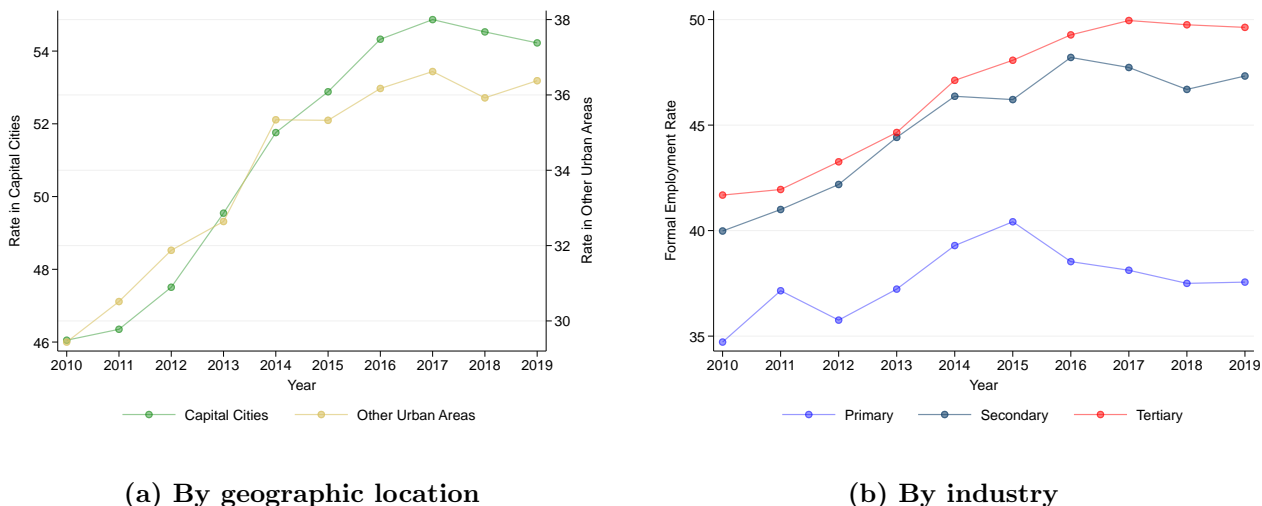 Rate in Capital Cities
54
52
50
48
46
38
36
34
32
30
Rate in Other Urban Areas
2010 2011 2012 2013 2014 2015 2016 2017 2018 2019
Year
Capital Cities Other Urban Areas
(a) By geographic location
Formal Employment Rate
50
45
40
35
2010 2011 2012 2013 2014 2015 2016 2017 2018 2019
Year
Primary Secondary Tertiary
(b) By industry